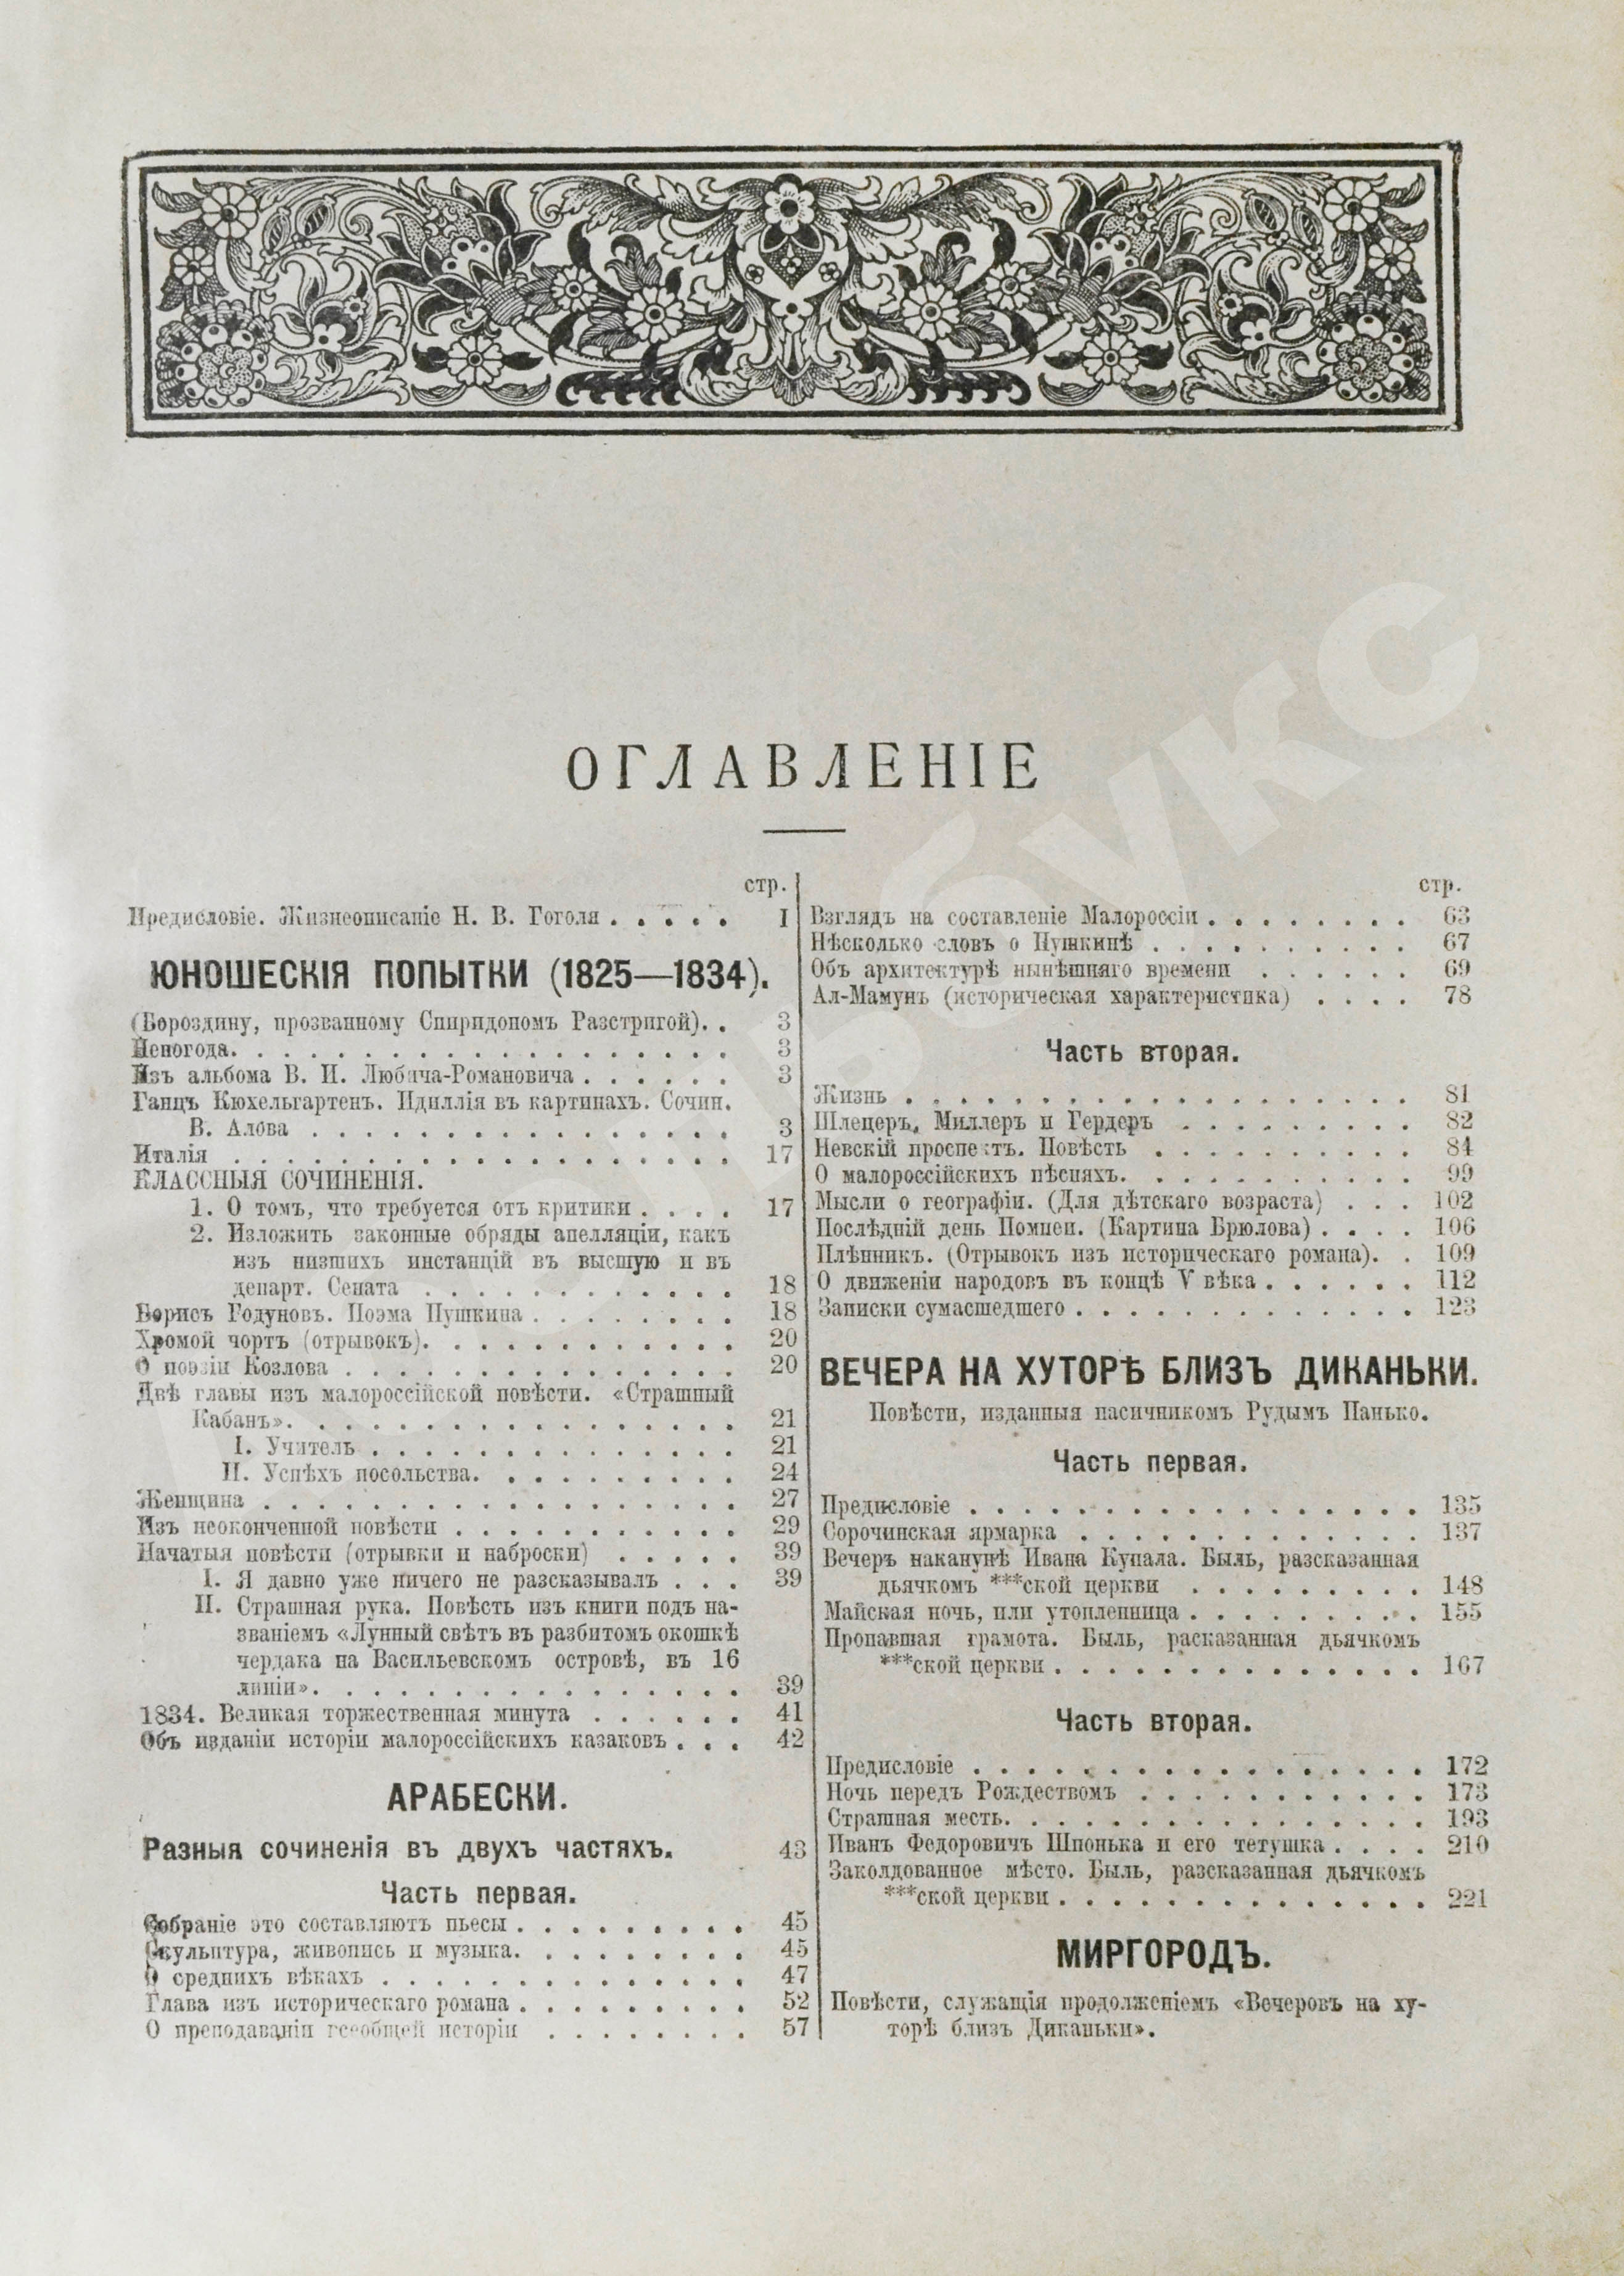 ОГЛАВЛЕНІЕ
стр.
Предисловіе. Жизнеописаніе Н. В. Гоголя . . . . . I
ЮНОШЕСКІЯ ПОПЫТКИ (1825—1834).
(Бороздину, прозванному Спиридономъ Разстригой). . 3
Непогода. . . . . . . . . . . . . . . . . . . 3
Изъ альбома В. И. Любича-Романовича . . . . . . 3
Ганцъ Кюхельгартенъ. Идиллія въ картинахъ. Сочин.
В. Алова . . . . . . . . . . . . . . . . 3
Италія . . . . . . . . . . . . . . . . . . . 17
КЛАССНЫЯ СОЧИНЕНІЯ.
1. О томъ, что требуется отъ критики . . . . 17
2. Изложить законные обряды апелляціи, какъ
изъ низшихъ инстанцій въ высшую и въ
департ. Сената . . . . . . . . . . . . 18
Борисъ Годуновъ. Поэма Пушкина . . . . . . . . 18
Хромой чортъ (отрывокъ). . . . . . . . . . . . 20
О поэзіи Козлова . . . . . . . . . . . . . . . 20
Двѣ главы изъ малороссійской повѣсти. «Страшный
Кабанъ». . . . . . . . . . . . . . . . . 21
I. Учитель . . . . . . . . . . . . . . 21
II. Успѣхъ посольства. . . . . . . . . . 24
Женщина . . . . . . . . . . . . . . . . . . 27
Изъ неоконченной повѣсти . . . . . . . . . . . 29
Начатыя повѣсти (отрывки и наброски) . . . . . 39
I. Я давно уже ничего не разсказывалъ . . . 39
II. Страшная рука. Повѣсть изъ книги подъ на-
званіемъ «Лунный свѣтъ въ разбитомъ окошкѣ
чердака на Васильевскомъ островѣ, въ 16
линіи». . . . . . . . . . . . . . . . . 39
1834. Великая торжественная минута . . . . . . 41
Объ изданіи исторіи малороссійскихъ казаковъ . . . 42
АРАБЕСКИ.
Разныя сочиненія въ двухъ частяхъ. 43
Часть первая.
Собраніе это составляютъ пьесы . . . . . . . . . 45
Скульптура, живопись и музыка. . . . . . . . . 45
О среднихъ вѣкахъ . . . . . . . . . . . . . . 47
Глава изъ историческаго романа . . . . . . . . . 52
О преподаваніи всеобщей исторіи . . . . . . . . 57
стр.
Взглядъ на составленіе Малороссіи . . . . . . . . 63
Нѣсколько словъ о Пушкинѣ . . . . . . . . . . 67
Объ архитектурѣ нынѣшняго времени . . . . . . 69
Ал-Мамунъ (историческая характеристика) . . . . 78
Часть вторая.
Жизнь . . . . . . . . . . . . . . . . . . . 81
Шлецеръ, Миллеръ и Гердеръ . . . . . . . . . 82
Невскій проспектъ. Повѣсть . . . . . . . . . . 84
О малороссійскихъ пѣсняхъ. . . . . . . . . . . 99
Мысли о географіи. (Для дѣтскаго возраста) . . . 102
Послѣдній день Помпеи. (Картина Брюлова) . . . . 106
Плѣнникъ. (Отрывокъ изъ историческаго романа). . 109
О движеніи народовъ въ концѣ V вѣка . . . . . . 112
Записки сумасшедшего . . . . . . . . . . . . . 123
ВЕЧЕРА НА ХУТОРѢ БЛИЗЪ ДИКАНЬКИ.
Повѣсти, изданныя пасичникомъ Рудымъ Панько.
Часть первая.
Предисловіе . . . . . . . . . . . . . . . . . 135
Сорочинская ярмарка . . . . . . . . . . . . . 137
Вечеръ наканунѣ Ивана Купала. Быль, разсказанная
дьячкомъ ***ской церкви . . . . . . . . . 148
Майская ночь, или утопленница . . . . . . . . . 155
Пропавшая грамота. Быль, расказанная дьячкомъ
***ской церкви . . . . . . . . . . . . . . 167
Часть вторая.
Предисловіе . . . . . . . . . . . . . . . . . 172
Ночь передъ Рождествомъ . . . . . . . . . . . 173
Страшная месть. . . . . . . . . . . . . . . . 193
Иванъ Федоровичъ Шпонька и его тетушка . . . . 210
Заколдованное мѣсто. Быль, разсказанная дьячкомъ
***ской церкви . . . . . . . . . . . . . . 221
МИРГОРОДЪ.
Повѣсти, служащія продолженіемъ «Вечеровъ на ху-
торѣ близъ Диканьки».